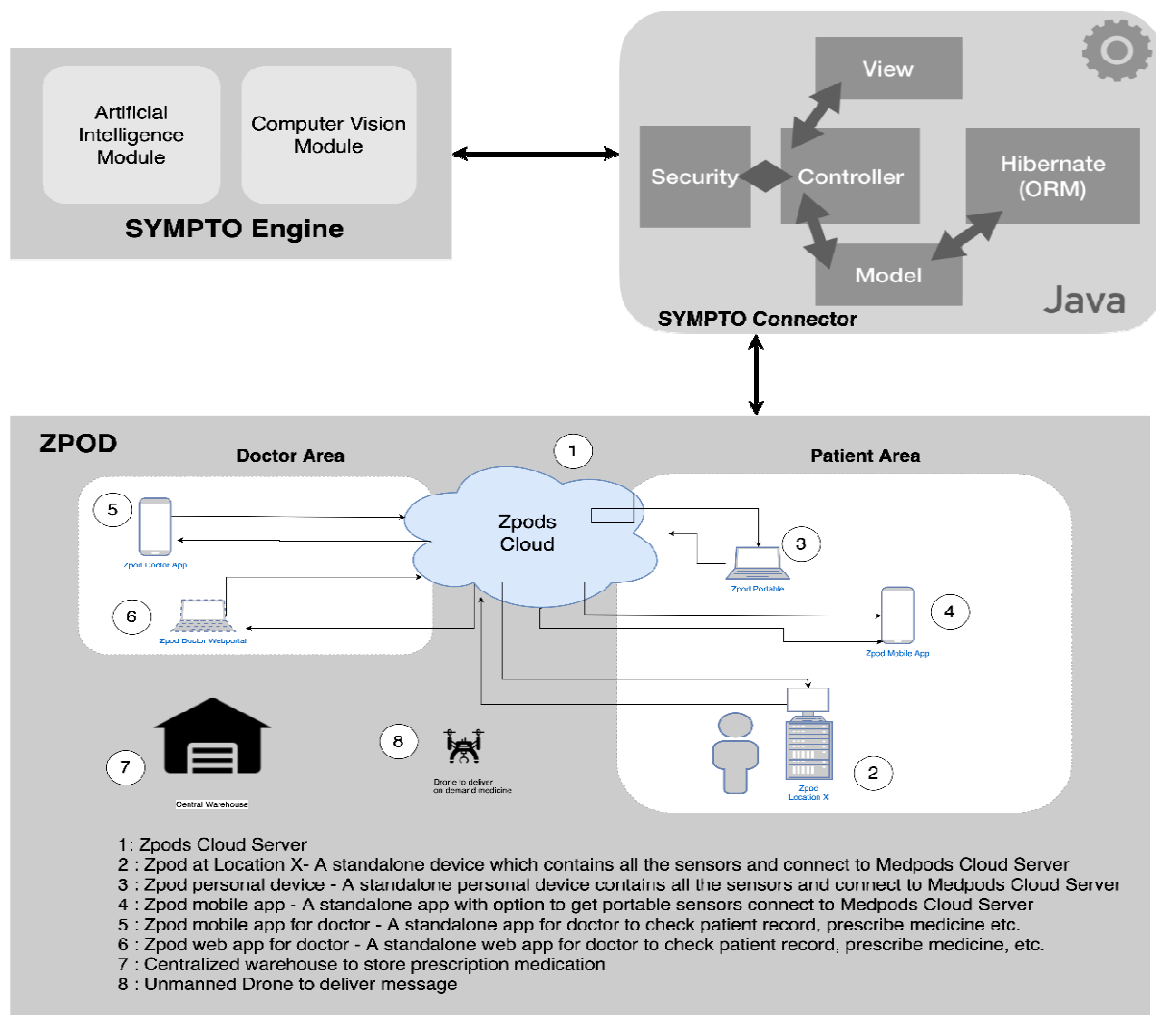 Artificial
Intelligence
Module
Computer Vision
Module
SYMPTO Engine
View
Security
Controller
Hibernate
(ORM)
Model
Java
SYMPTO Connector
ZPOD
Doctor Area
1
Patient Area
5
Zpod Doctor App
Zpods
Cloud
3
Zpod Portable
6
Zpod Doctor Webportal
4
Zpod Mobile App
7
Central Warehouse
8
Drone to deliver
on demand medicine
2
Zpod
Location X
1: Zpods Cloud Server
2 : Zpod at Location X- A standalone device which contains all the sensors and connect to Medpods Cloud Server
3 : Zpod personal device - A standalone personal device contains all the sensors and connect to Medpods Cloud Server
4 : Zpod mobile app - A standalone app with option to get portable sensors connect to Medpods Cloud Server
5 : Zpod mobile app for doctor - A standalone app for doctor to check patient record, prescribe medicine etc.
6 : Zpod web app for doctor - A standalone web app for doctor to check patient record, prescribe medicine, etc.
7 : Centralized warehouse to store prescription medication
8 : Unmanned Drone to deliver message